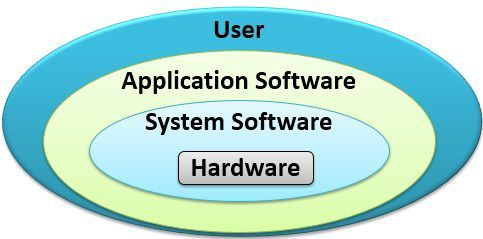 User
Application Software
System Software
Hardware